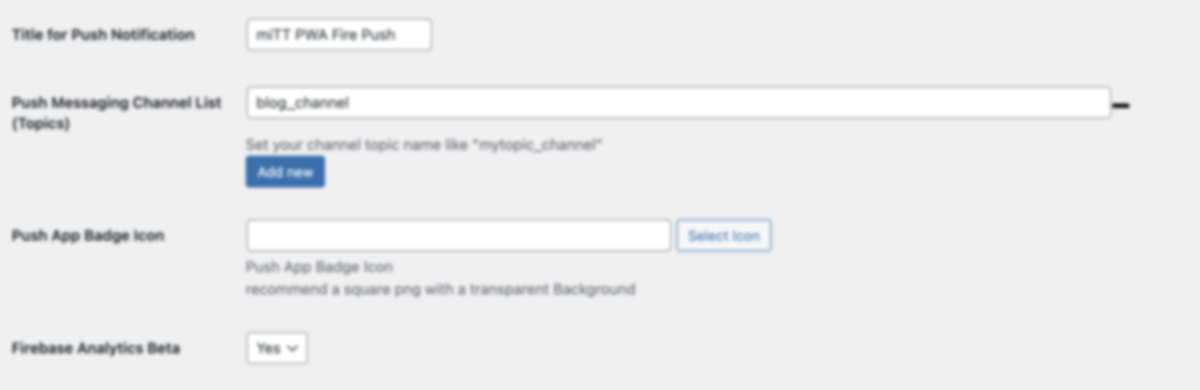 Title for Push Notification
miTT PWA Fire Push
Push Messaging Channel List
(Topics)
blog_channel
Set your channel topic name like "mytopic_channel"
Add new
Push App Badge Icon
Select Icon
Push App Badge Icon
recommend a square png with a transparent Background
Firebase Analytics Beta
Yes